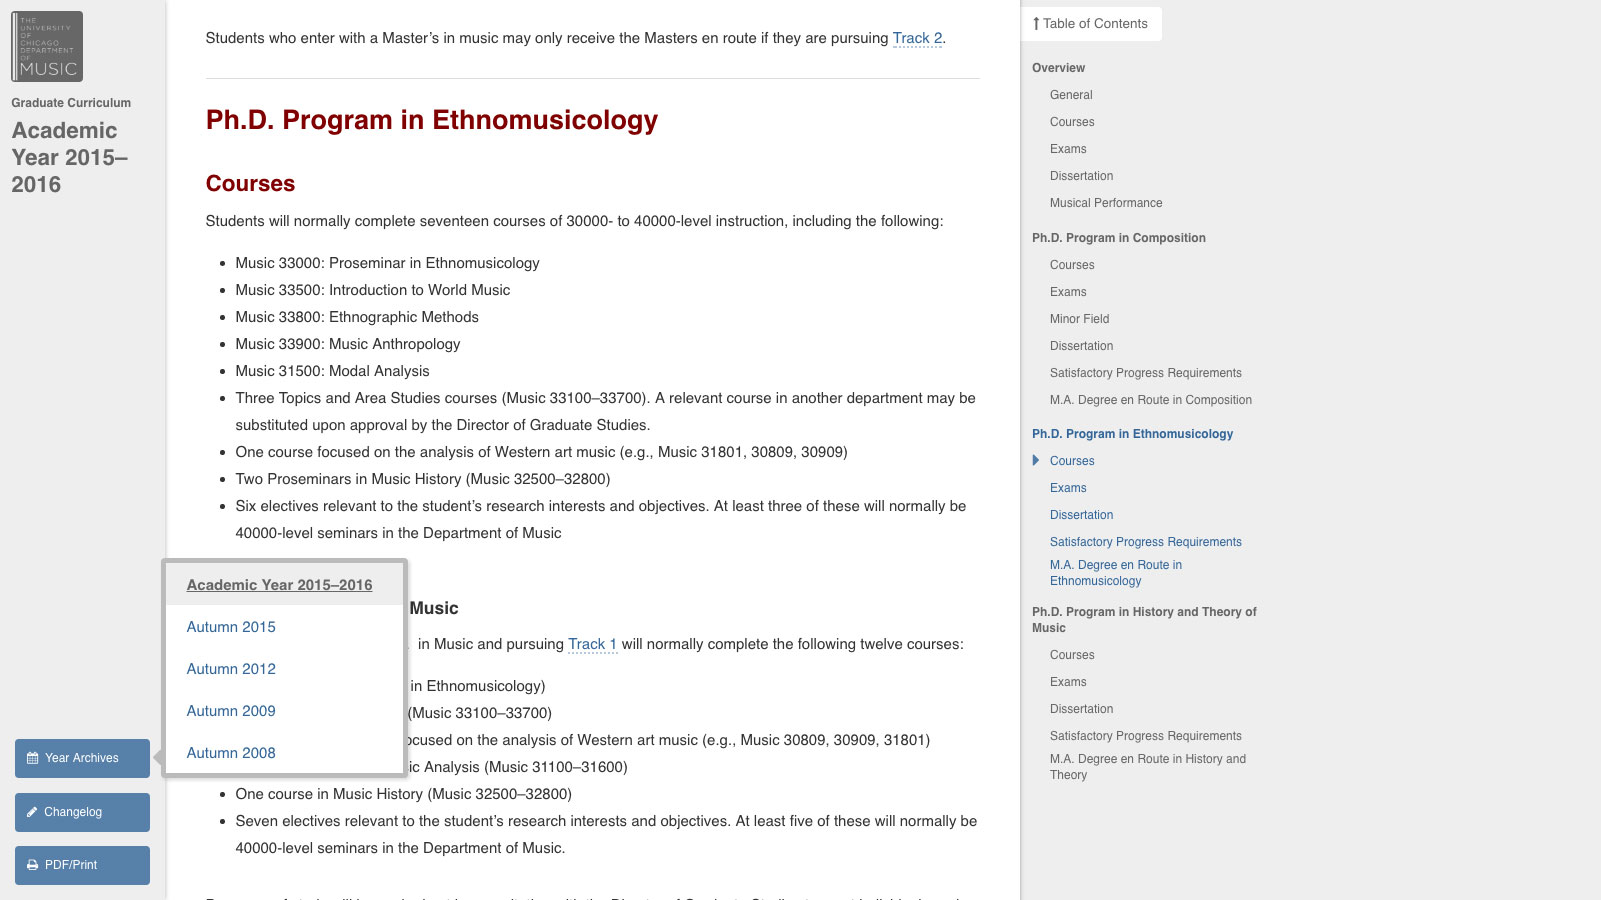 THE
UNIVERSITY
OF
CHICAGO
DEPARTMENT
OF
MUSIC
Graduate Curriculum
Academic
Year 2015–
2016
Year Archives
Changelog
PDF/Print
Students who enter with a Master’s in music may only receive the Masters en route if they are pursuing Track 2.
Ph.D. Program in Ethnomusicology
Courses
Students will normally complete seventeen courses of 30000- to 40000-level instruction, including the following:
• Music 33000: Proseminar in Ethnomusicology
• Music 33500: Introduction to World Music
• Music 33800: Ethnographic Methods
• Music 33900: Music Anthropology
• Music 31500: Modal Analysis
• Three Topics and Area Studies courses (Music 33100–33700). A relevant course in another department may be
substituted upon approval by the Director of Graduate Studies.
• One course focused on the analysis of Western art music (e.g., Music 31801, 30809, 30909)
• Two Proseminars in Music History (Music 32500–32800)
• Six electives relevant to the student’s research interests and objectives. At least three of these will normally be
40000-level seminars in the Department of Music
Academic Year 2015–2016
Autumn 2015
Autumn 2012
Autumn 2009
Autumn 2008
Music
in Music and pursuing Track 1 will normally complete the following twelve courses:
in Ethnomusicology)
(Music 33100–33700)
ocused on the analysis of Western art music (e.g., Music 30809, 30909, 31801)
ic Analysis (Music 31100–31600)
• One course in Music History (Music 32500–32800)
• Seven electives relevant to the student’s research interests and objectives. At least five of these will normally be
40000-level seminars in the Department of Music.
Table of Contents
Overview
General
Courses
Exams
Dissertation
Musical Performance
Ph.D. Program in Composition
Courses
Exams
Minor Field
Dissertation
Satisfactory Progress Requirements
M.A. Degree en Route in Composition
Ph.D. Program in Ethnomusicology
Courses
Exams
Dissertation
Satisfactory Progress Requirements
M.A. Degree en Route in
Ethnomusicology
Ph.D. Program in History and Theory of
Music
Courses
Exams
Dissertation
Satisfactory Progress Requirements
M.A. Degree en Route in History and
Theory